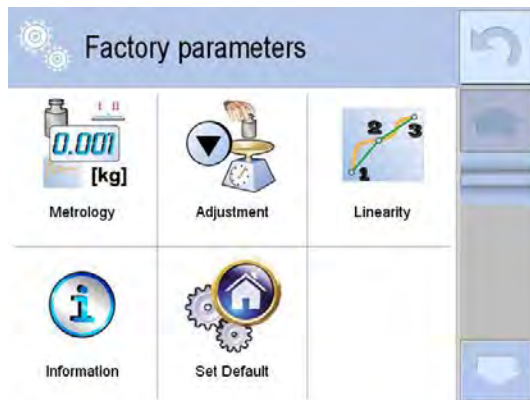 Factory parameters
0.001
[kg]
Metrology
Adjustment
1 2 3
Linearity
i
Information
Set Default